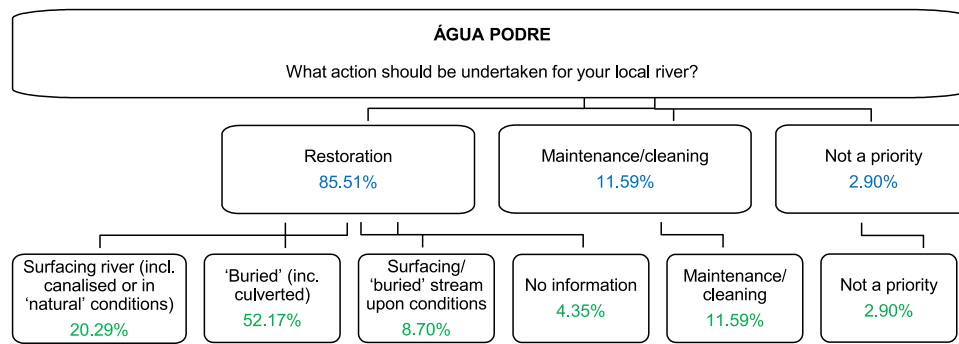 ÁGUA PODRE
What action should be undertaken for your local river?
Restoration
85.51%
Maintenance/cleaning
11.59%
Not a priority
2.90%
Surfacing river (incl.
canalised or in
‘natural’ conditions)
20.29%
‘Buried’ (inc.
culverted)
52.17%
Surfacing/
‘buried’ stream
upon conditions
8.70%
No information
4.35%
Maintenance/
cleaning
11.59%
Not a priority
2.90%